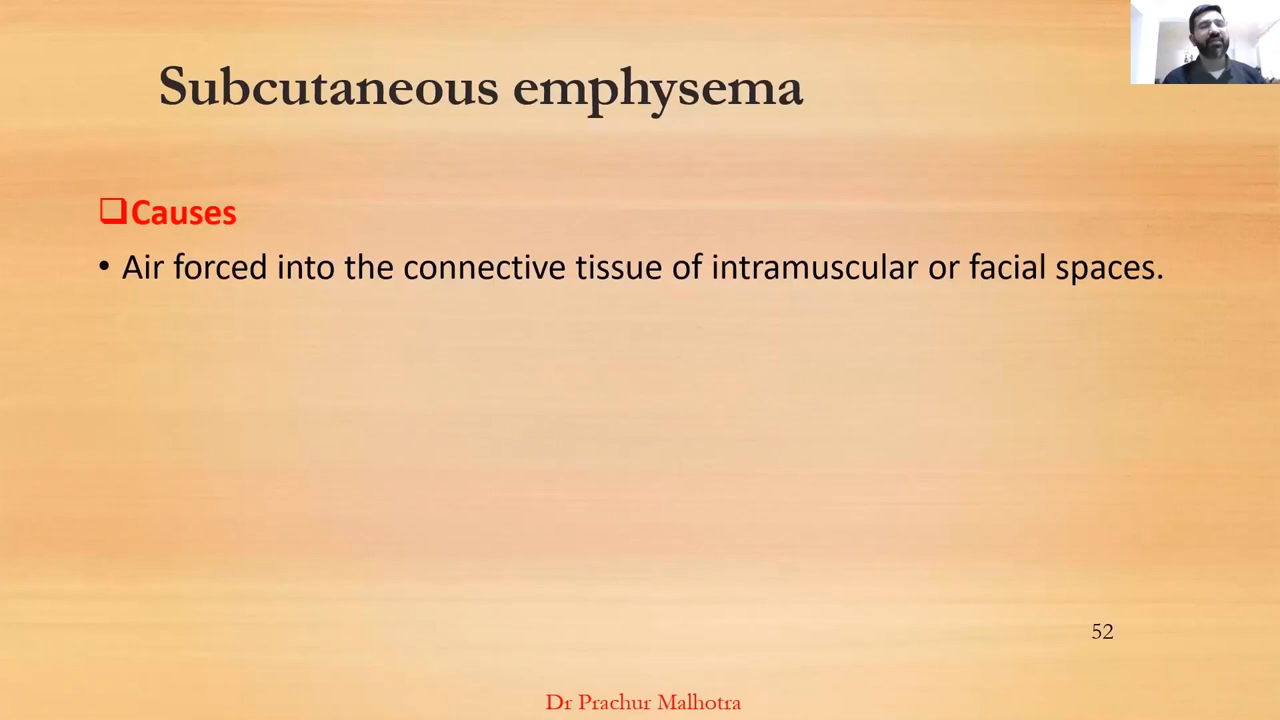 Subcutaneous emphysema
❑Causes
• Air forced into the connective tissue of intramuscular or facial spaces.
52
Dr Prachur Malhotra